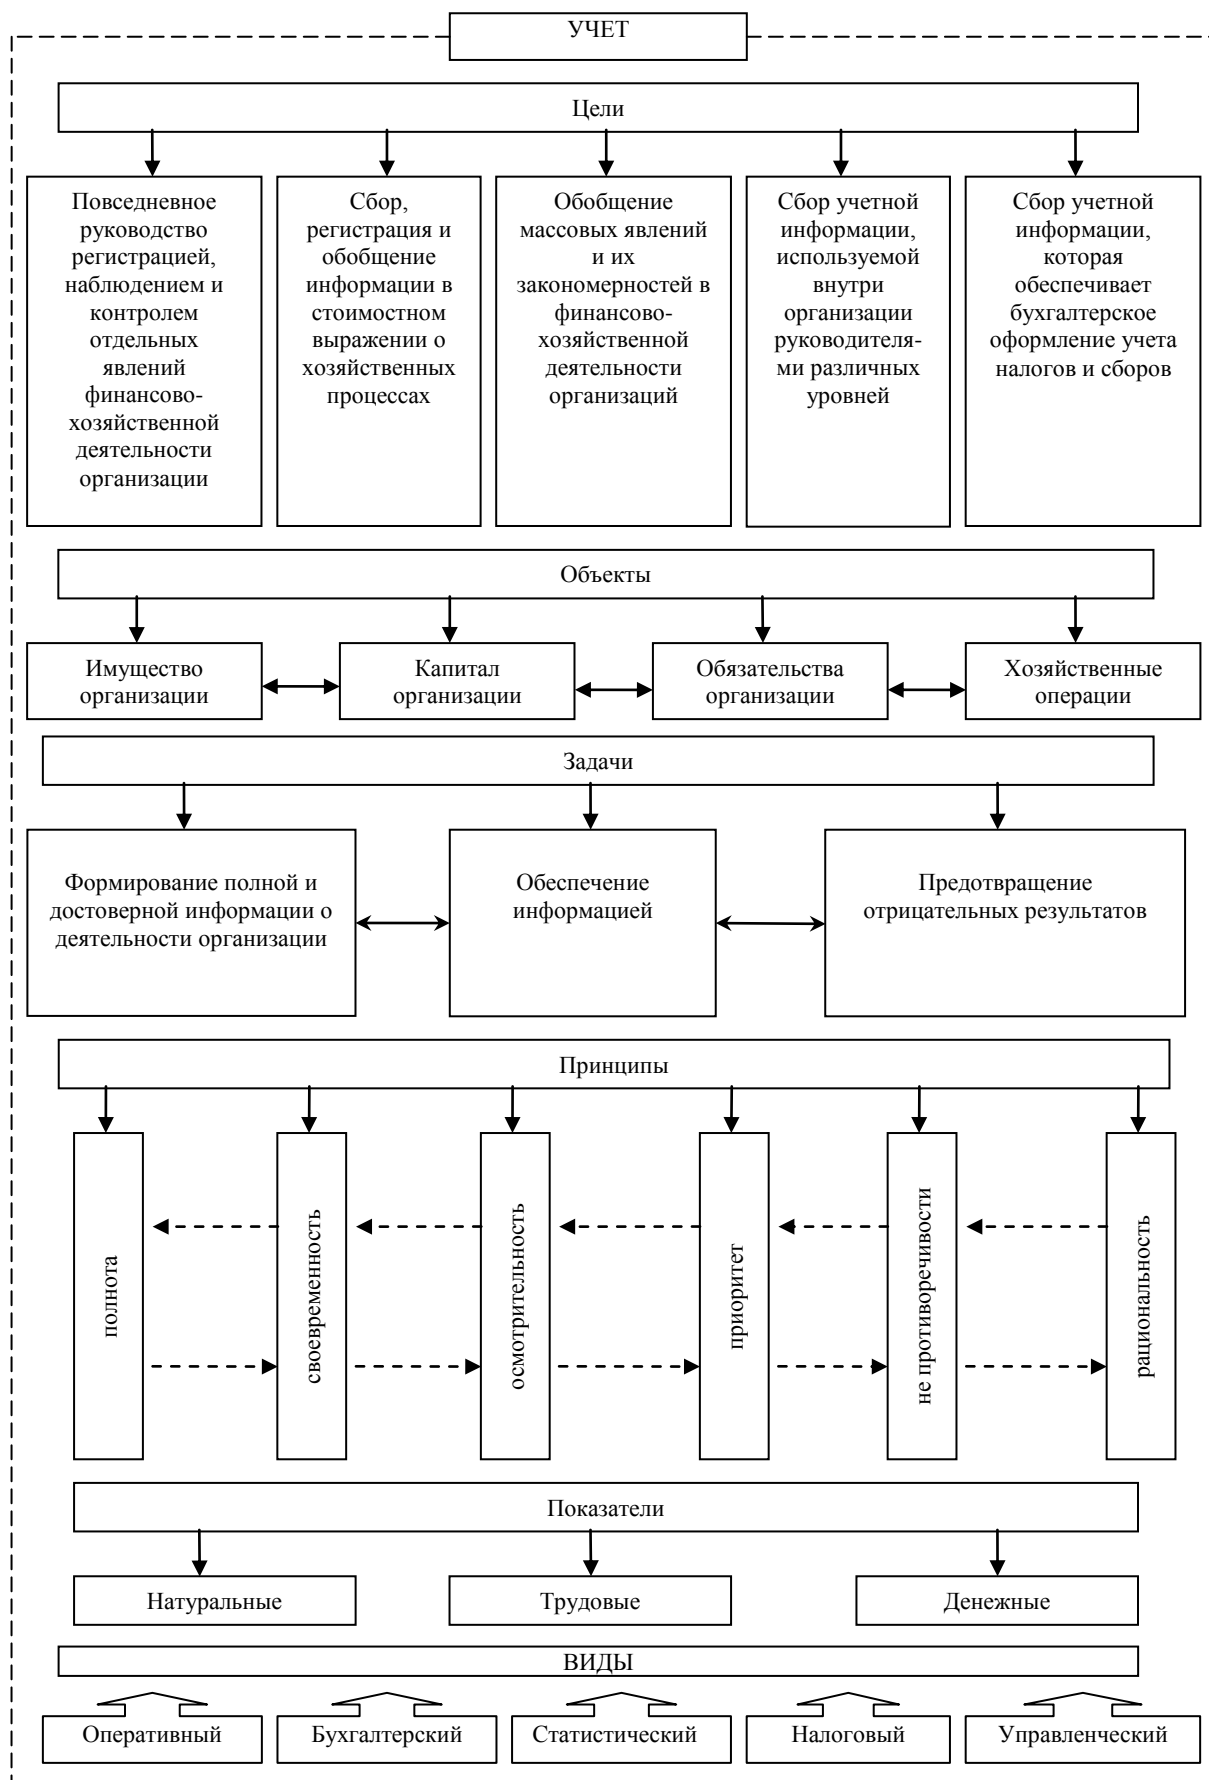 УЧЕТ
Цели
Повседневное
руководство
регистрацией,
наблюдением и
контролем
отдельных
явлений
финансово-
хозяйственной
деятельности
организации
Сбор,
регистрация и
обобщение
информации в
стоимостном
выражении о
хозяйственных
процессах
Обобщение
массовых явлений
и их
закономерностей в
финансово-
хозяйственной
деятельности
организаций
Сбор учетной
информации,
используемой
внутри
организации
руководителя-
ми различных
уровней
Сбор учетной
информации,
которая
обеспечивает
бухгалтерское
оформление учета
налогов и сборов
Объекты
Имущество
организации
Капитал
организации
Обязательства
организации
Хозяйственные
операции
Задачи
Формирование полной и
достоверной информации о
деятельности организации
Обеспечение
информацией
Предотвращение
отрицательных результатов
Принципы
полнота
своевременность
осмотрительность
приоритет
не противоречивости
рациональность
Показатели
Натуральные
Трудовые
Денежные
ВИДЫ
Оперативный
Бухгалтерский
Статистический
Налоговый
Управленческий